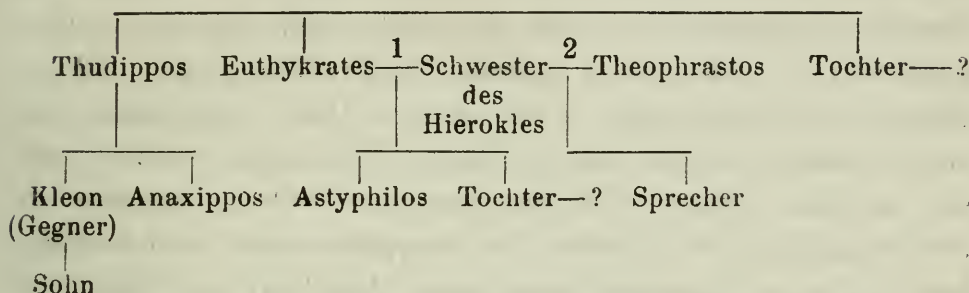 1 2
Thudippos Euthykrates—Schwester—Theophrastos Tochter—?
des
Hierokles
Kleon Anaxippos Astyphilos Tochter—? Sprecher
(Gegner)
Sohn